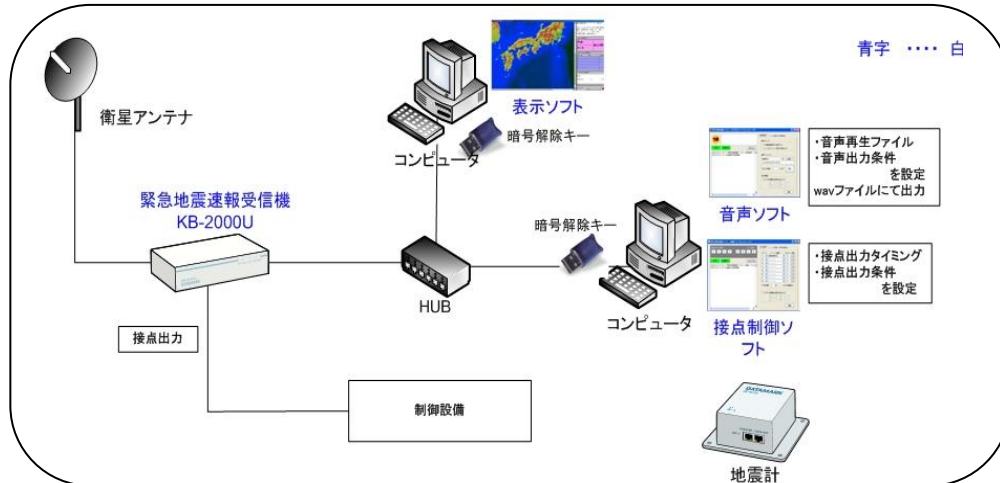 青字 ・・・・ 白
衛星アンテナ
表示ソフト
暗号解除キー
コンピュータ
・音声再生ファイル
・音声出力条件
を設定
wavファイルにて出力
緊急地震速報受信機
KB-2000U
音声ソフト
暗号解除キー
HUB
・接点出力タイミング
・接点出力条件
を設定
コンピュータ
接点制御ソ
フト
接点出力
制御設備
DATAMARK
地震計